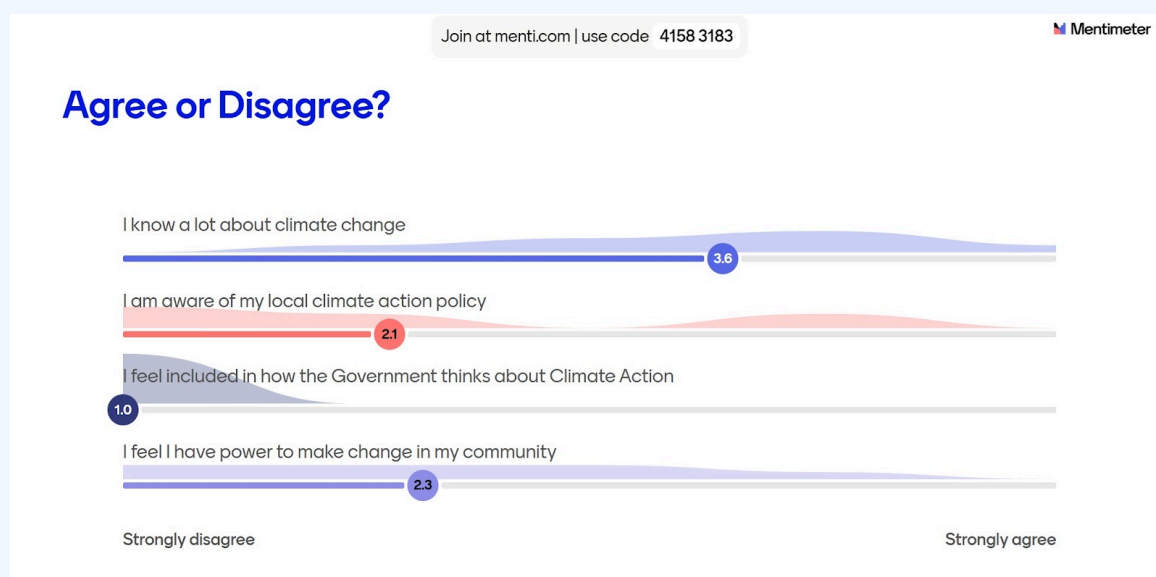 Join at menti.com | use code 4158 3183
Mentimeter
Agree or Disagree?
I know a lot about climate change
3.6
I am aware of my local climate action policy
2.1
I feel included in how the Government thinks about Climate Action
1.0
I feel I have power to make change in my community
2.3
Strongly disagree
Strongly agree